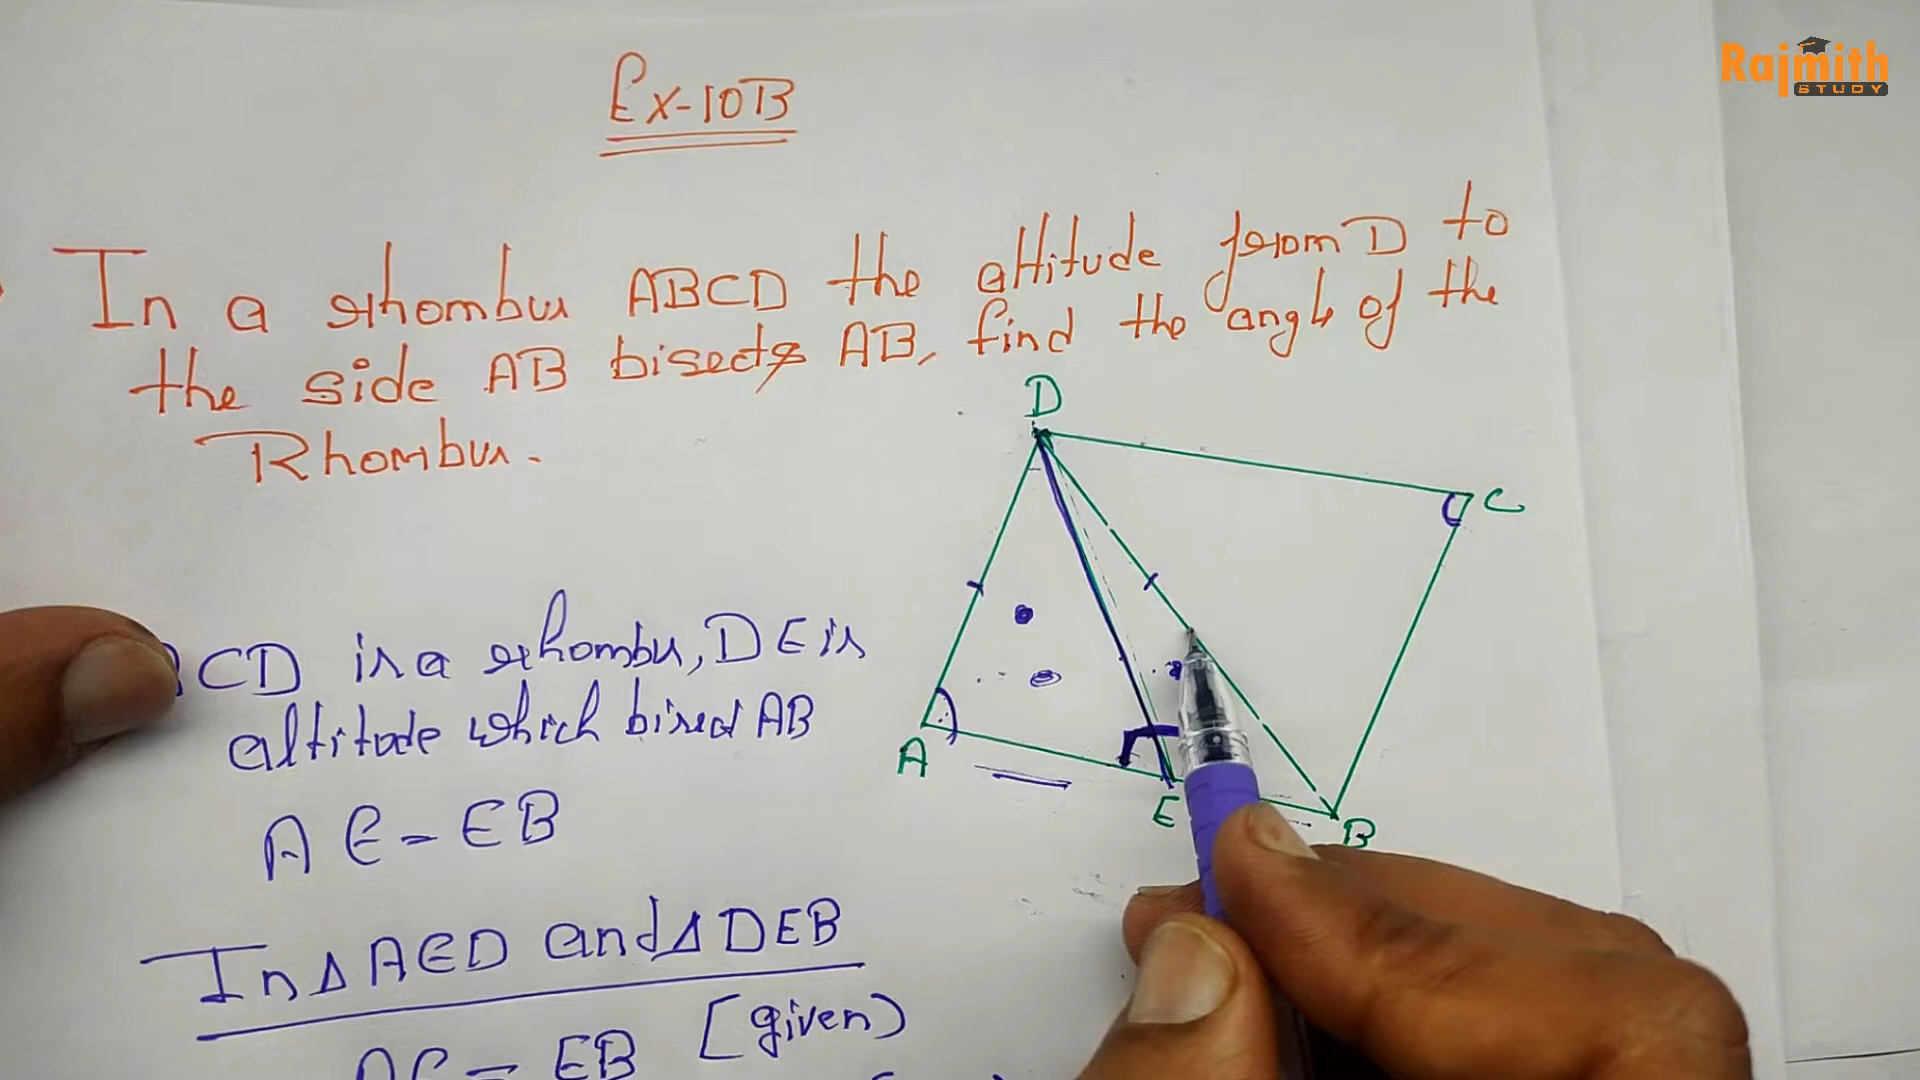 Ex-10B
Rajmith
STUDY
In a rhombus ABCD the altitude from D to
the side AB bisects AB, find the angle of the
Rhombus.
D
C
A
E
B
CD is a rhombus, DE is
altitude which bisect AB
AE = EB
In Δ AED and Δ DEB
AE = EB [given)